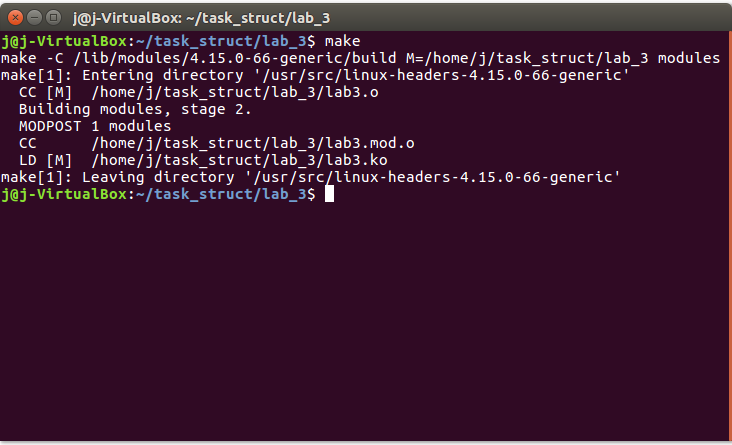 j@j-VirtualBox: ~/task_struct/lab_3
j@j-VirtualBox:~/task_struct/lab_3$ make
make -C /lib/modules/4.15.0-66-generic/build M=/home/j/task_struct/lab_3 modules
make[1]: Entering directory '/usr/src/linux-headers-4.15.0-66-generic'
  CC [M]  /home/j/task_struct/lab_3/lab3.o
  Building modules, stage 2.
  MODPOST 1 modules
  CC      /home/j/task_struct/lab_3/lab3.mod.o
  LD [M]  /home/j/task_struct/lab_3/lab3.ko
make[1]: Leaving directory '/usr/src/linux-headers-4.15.0-66-generic'
j@j-VirtualBox:~/task_struct/lab_3$